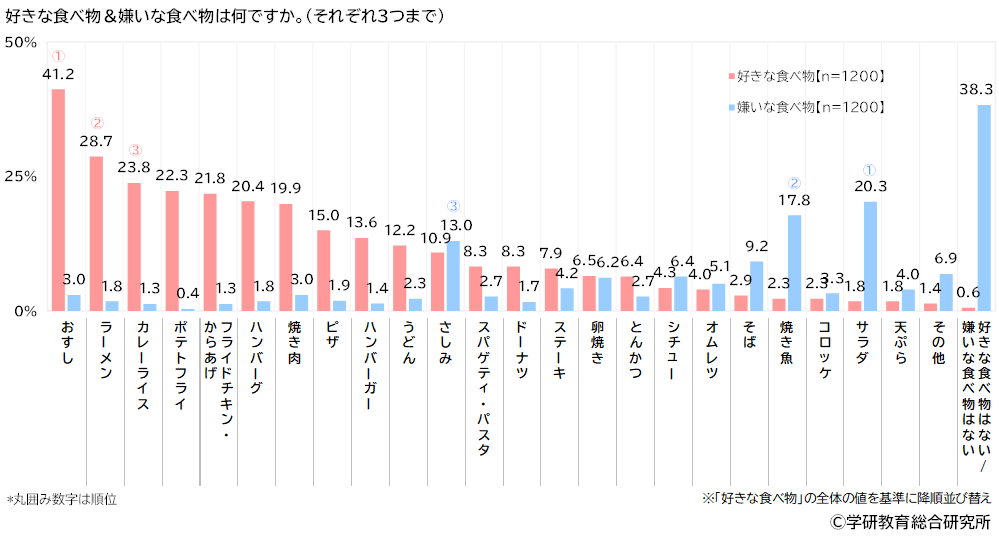 好きな食べ物＆嫌いな食べ物は何ですか。（それぞれ3つまで）
50%
25%
0%
好きな食べ物【n=1200】
嫌いな食べ物【n=1200】
① ② ③ ③ ② ①
41.2 28.7 23.8 22.3 21.8 20.4 19.9 15.0 13.6 12.2 10.9 8.3 8.3 7.9 6.5 6.4 4.3 4.0 2.9 2.3 2.3 1.8 1.8 1.4 0.6
3.0 1.8 1.3 0.4 1.3 1.8 3.0 1.9 1.4 2.3 13.0 2.7 1.7 4.2 6.2 2.7 6.4 5.1 9.2 17.8 3.3 20.3 4.0 6.9 38.3
おすし
ラーメン
カレーライス
ポテトフライ
フライドチキン・
からあげ
ハンバーグ
焼き肉
ピザ
ハンバーガー
うどん
さしみ
スパゲティ・パスタ
ドーナツ
ステーキ
卵焼き
とんかつ
シチュー
オムレツ
そば
焼き魚
コロッケ
サラダ
天ぷら
その他
好きな食べ物はない/
嫌いな食べ物はない
*丸囲み数字は順位
※「好きな食べ物」の全体の値を基準に降順並び替え
©学研教育総合研究所